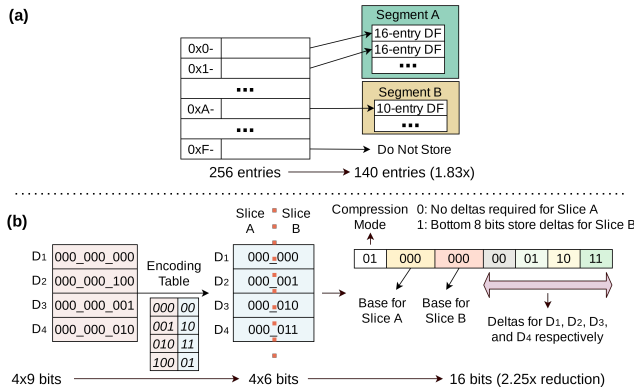 (a)
Segment A
16-entry DF
16-entry DF
...
Segment B
10-entry DF
...
0x0-
0x1-
...
0xA-
...
0xF-
Do Not Store
256 entries
140 entries (1.83x)
(b)
D1
D2
D3
D4
000_000_000
000_000_100
000_000_001
000_000_010
Encoding
Table
000 00
001 10
010 11
100 01
Slice
A
Slice
B
D1
D2
D3
D4
000_000
000_001
000_010
000_011
Compression
Mode
0: No deltas required for Slice A
1: Bottom 8 bits store deltas for Slice B
01 000 000 00 01 10 11
Base for
Slice A
Base for
Slice B
Deltas for D1, D2, D3,
and D4 respectively
4x9 bits
4x6 bits
16 bits (2.25x reduction)